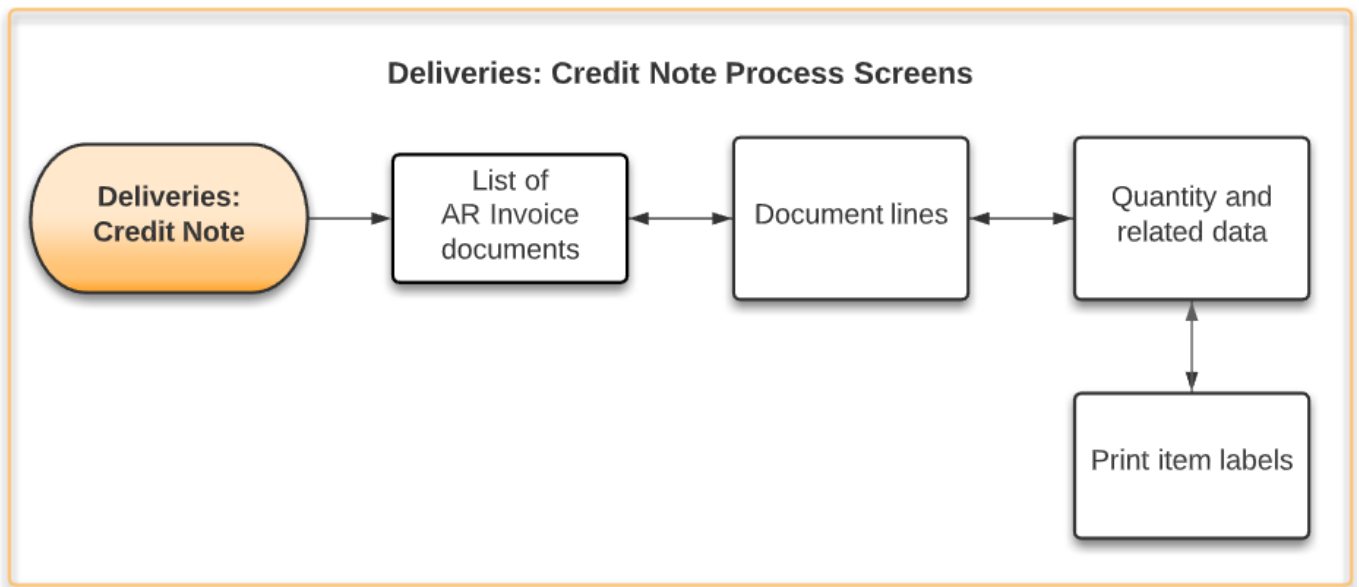 Deliveries: Credit Note Process Screens
Deliveries:
Credit Note
List of
AR Invoice
documents
Document lines
Quantity and
related data
Print item labels